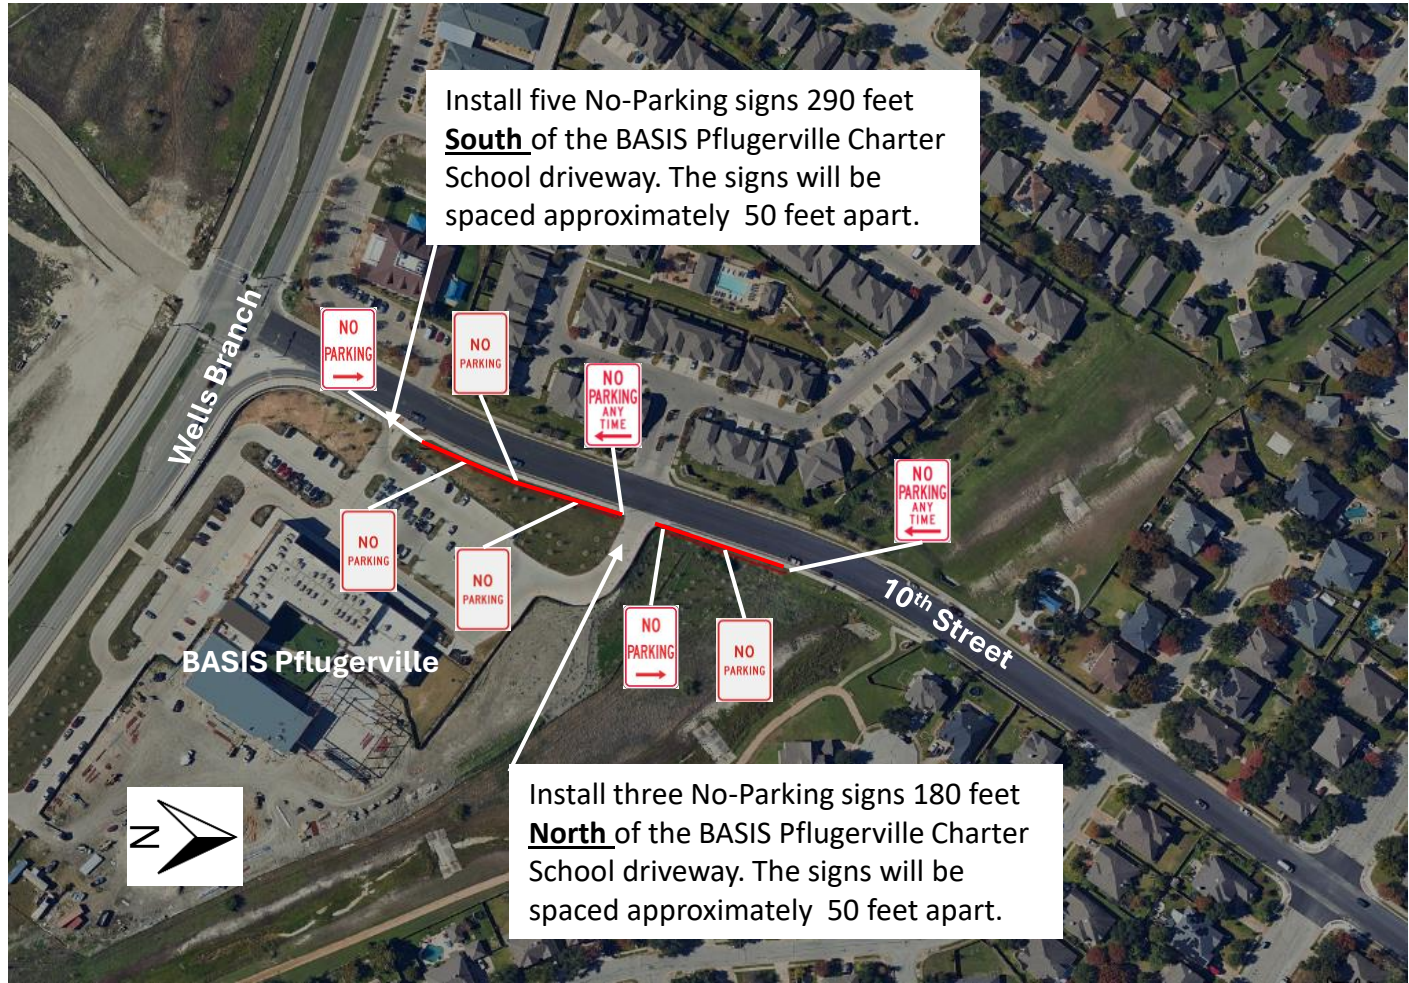 Install five No-Parking signs 290 feet
South of the BASIS Pflugerville Charter
School driveway. The signs will be
spaced approximately 50 feet apart.
Wells Branch
NO
PARKING
NO
PARKING
NO
PARKING
ANY
TIME
NO
PARKING
ANY
TIME
NO
PARKING
NO
PARKING
NO
PARKING
NO
PARKING
10th Street
BASIS Pflugerville
N
Install three No-Parking signs 180 feet
North of the BASIS Pflugerville Charter
School driveway. The signs will be
spaced approximately 50 feet apart.